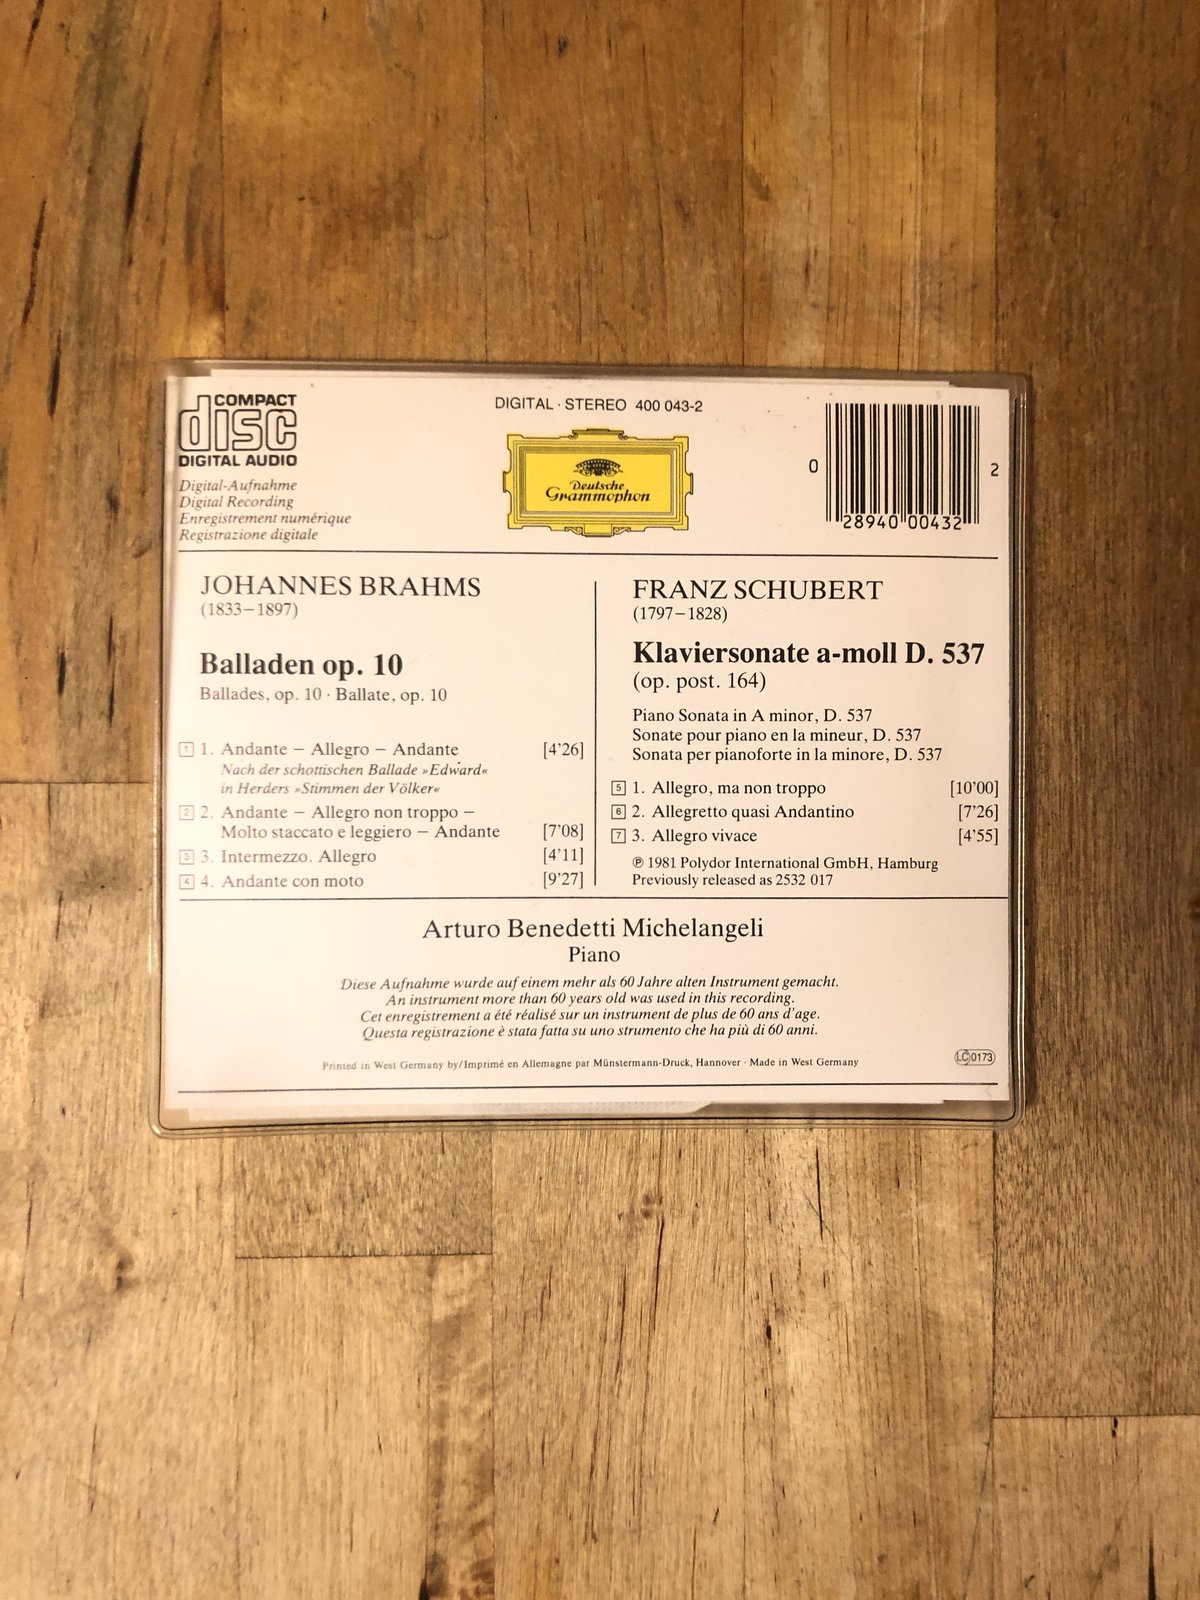 COMPACT
disc
DIGITAL AUDIO
Digital-Aufnahme
Digital Recording
Enregistrement numérique
Registrazione digitale
DIGITAL · STEREO 400 043-2
Deutsche
Grammophon
0 28940 00432 2
JOHANNES BRAHMS
(1833–1897)
Balladen op. 10
Ballades, op. 10 · Ballate, op. 10
1 1. Andante – Allegro – Andante [4'26]
Nach der schottischen Ballade »Edward«
in Herders »Stimmen der Völker«
2 2. Andante – Allegro non troppo –
Molto staccato e leggiero – Andante [7'08]
3 3. Intermezzo. Allegro [4'11]
4 4. Andante con moto [9'27]
FRANZ SCHUBERT
(1797–1828)
Klaviersonate a-moll D. 537
(op. post. 164)
Piano Sonata in A minor, D. 537
Sonate pour piano en la mineur, D. 537
Sonata per pianoforte in la minore, D. 537
5 1. Allegro, ma non troppo [10'00]
6 2. Allegretto quasi Andantino [7'26]
7 3. Allegro vivace [4'55]
℗ 1981 Polydor International GmbH, Hamburg
Previously released as 2532 017
Arturo Benedetti Michelangeli
Piano
Diese Aufnahme wurde auf einem mehr als 60 Jahre alten Instrument gemacht.
An instrument more than 60 years old was used in this recording.
Cet enregistrement a été réalisé sur un instrument de plus de 60 ans d'age.
Questa registrazione è stata fatta su uno strumento che ha più di 60 anni.
Printed in West Germany by/Imprimé en Allemagne par Münstermann-Druck, Hannover · Made in West Germany
LC 0173